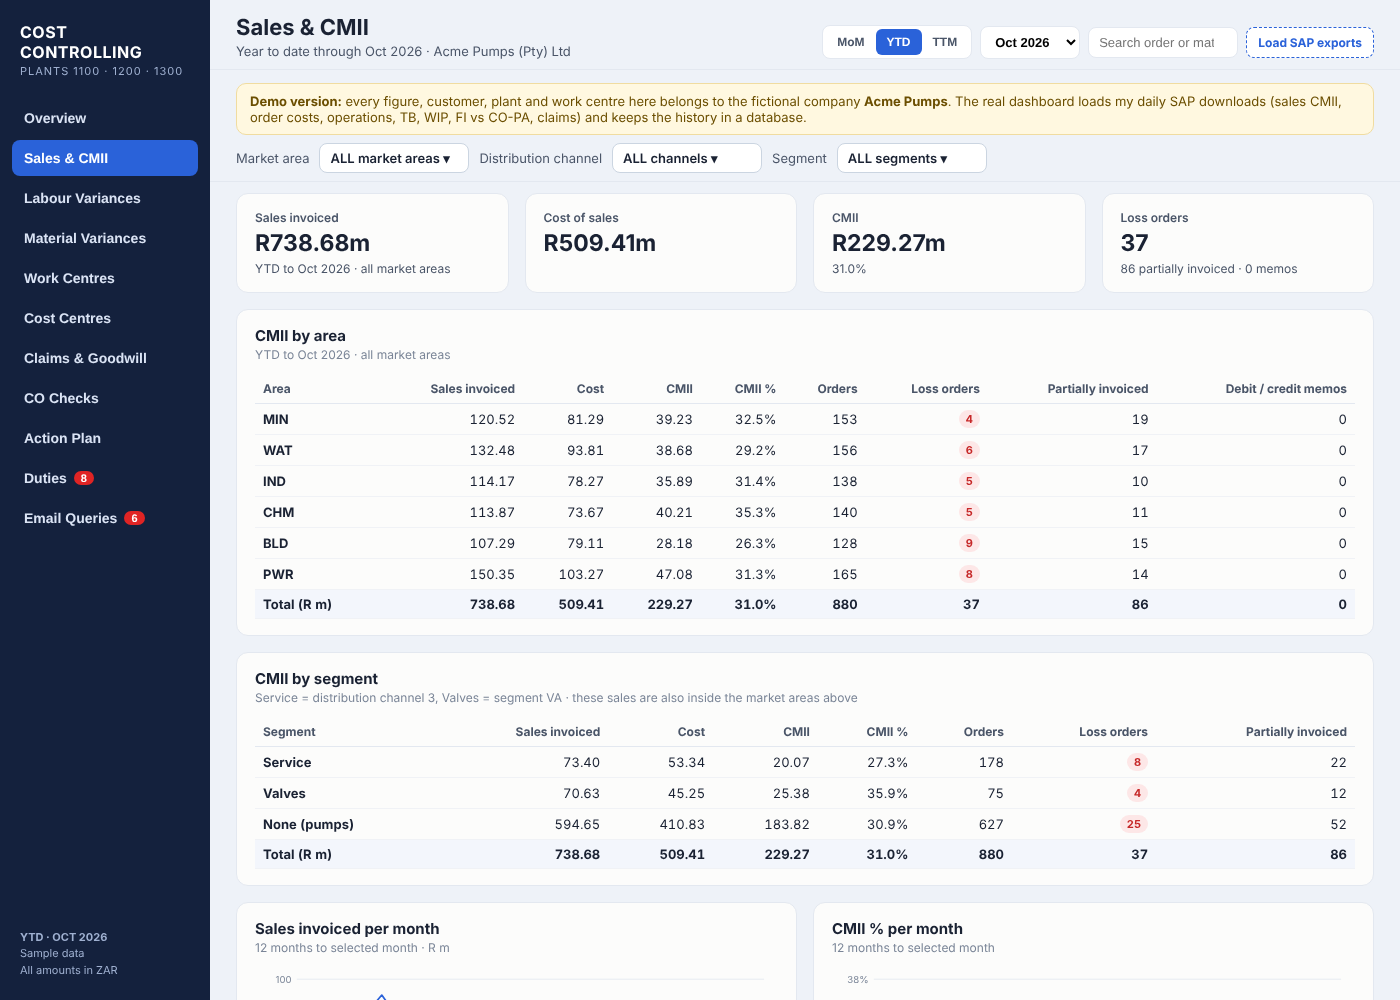 COST
CONTROLLING
PLANTS 1100 · 1200 · 1300
Overview
Sales & CMII
Labour Variances
Material Variances
Work Centres
Cost Centres
Claims & Goodwill
CO Checks
Action Plan
Duties 8
Email Queries 6
YTD · OCT 2026
Sample data
All amounts in ZAR
Sales & CMII
Year to date through Oct 2026 · Acme Pumps (Pty) Ltd
MoM YTD TTM Oct 2026 Search order or mat Load SAP exports
Demo version: every figure, customer, plant and work centre here belongs to the fictional company Acme Pumps. The real dashboard loads my daily SAP downloads (sales CMII,
order costs, operations, TB, WIP, FI vs CO-PA, claims) and keeps the history in a database.
Market area ALL market areas ▾ Distribution channel ALL channels ▾ Segment ALL segments ▾
Sales invoiced
R738.68m
YTD to Oct 2026 · all market areas
Cost of sales
R509.41m
CMII
R229.27m
31.0%
Loss orders
37
86 partially invoiced · 0 memos
CMII by area
YTD to Oct 2026 · all market areas
Area Sales invoiced Cost CMII CMII % Orders Loss orders Partially invoiced Debit / credit memos
MIN 120.52 81.29 39.23 32.5% 153 4 19 0
WAT 132.48 93.81 38.68 29.2% 156 6 17 0
IND 114.17 78.27 35.89 31.4% 138 5 10 0
CHM 113.87 73.67 40.21 35.3% 140 5 11 0
BLD 107.29 79.11 28.18 26.3% 128 9 15 0
PWR 150.35 103.27 47.08 31.3% 165 8 14 0
Total (R m) 738.68 509.41 229.27 31.0% 880 37 86 0
CMII by segment
Service = distribution channel 3, Valves = segment VA · these sales are also inside the market areas above
Segment Sales invoiced Cost CMII CMII % Orders Loss orders Partially invoiced
Service 73.40 53.34 20.07 27.3% 178 8 22
Valves 70.63 45.25 25.38 35.9% 75 4 12
None (pumps) 594.65 410.83 183.82 30.9% 627 25 52
Total (R m) 738.68 509.41 229.27 31.0% 880 37 86
Sales invoiced per month
12 months to selected month · R m
100
CMII % per month
12 months to selected month
38%